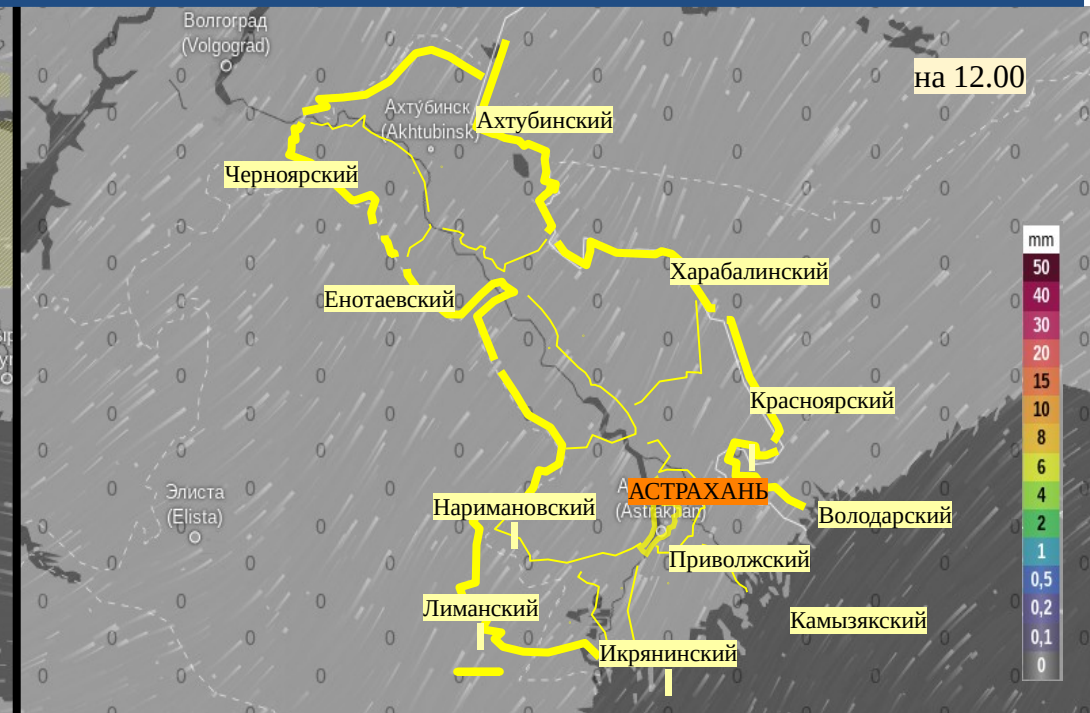 Волгоград
(Volgograd)
на 12.00
Ахтубинск
(Akhtubinsk)
Ахтубинский
Черноярский
mm
50
Харабалинский
Енотаевский
40
30
20
15
Красноярский
10
8
6
Элиста
(Elista)
АСТРАХАНЬ
4
Наримановский
(Astrakhan)
Володарский
2
1
Приволжский
0,5
Лиманский
0,2
Камызякский
0,1
Икрянинский
0